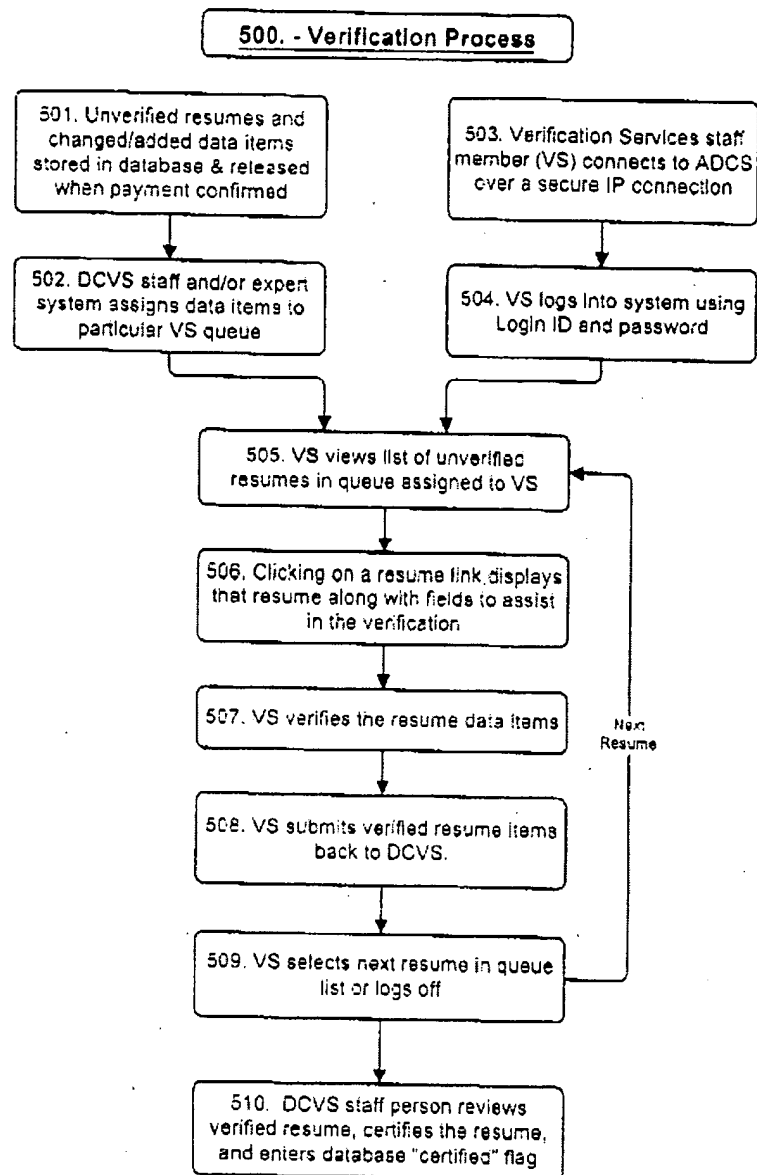 500. - Verification Process
501. Unverified resumes and
changed/added data items
stored in database & released
when payment confirmed
503. Verification Services staff
member (VS) connects to ADCS
over a secure IP connection
502. DCVS staff and/or expert
system assigns data items to
particular VS queue
504. VS logs into system using
Login ID and password
505. VS views list of unverified
resumes in queue assigned to VS
506. Clicking on a resume link displays
that resume along with fields to assist
in the verification
507. VS verifies the resume data items
Next
Resume
508. VS submits verified resume items
back to DCVS.
509. VS selects next resume in queue
list or logs off
510. DCVS staff person reviews
verified resume, certifies the resume,
and enters database "certified" flag